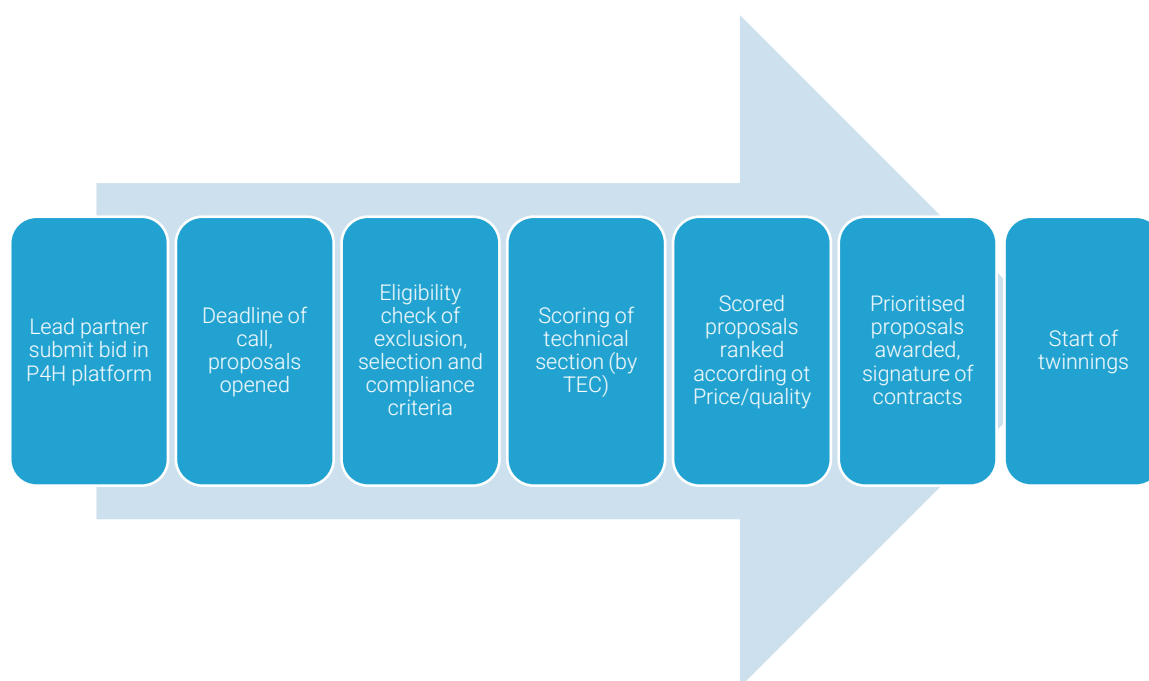 Lead partner
submit bid in
P4H platform
Deadline of
call,
proposals
opened
Eligibility
check of
exclusion,
selection and
compliance
criteria
Scoring of
technical
section (by
TEC)
Scored
proposals
ranked
according ot
Price/quality
Prioritised
proposals
awarded,
signature of
contracts
Start of
twinnings